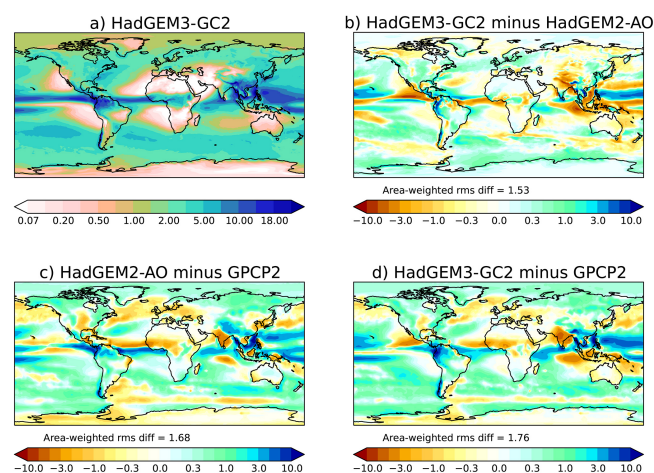 a) HadGEM3-GC2
b) HadGEM3-GC2 minus HadGEM2-AO
Area-weighted rms diff = 1.53
0.07 0.20 0.50 1.00 2.00 5.00 10.00 18.00
−10.0 −3.0 −1.0 −0.3 0.0 0.3 1.0 3.0 10.0
c) HadGEM2-AO minus GPCP2
d) HadGEM3-GC2 minus GPCP2
Area-weighted rms diff = 1.68
Area-weighted rms diff = 1.76
−10.0 −3.0 −1.0 −0.3 0.0 0.3 1.0 3.0 10.0
−10.0 −3.0 −1.0 −0.3 0.0 0.3 1.0 3.0 10.0